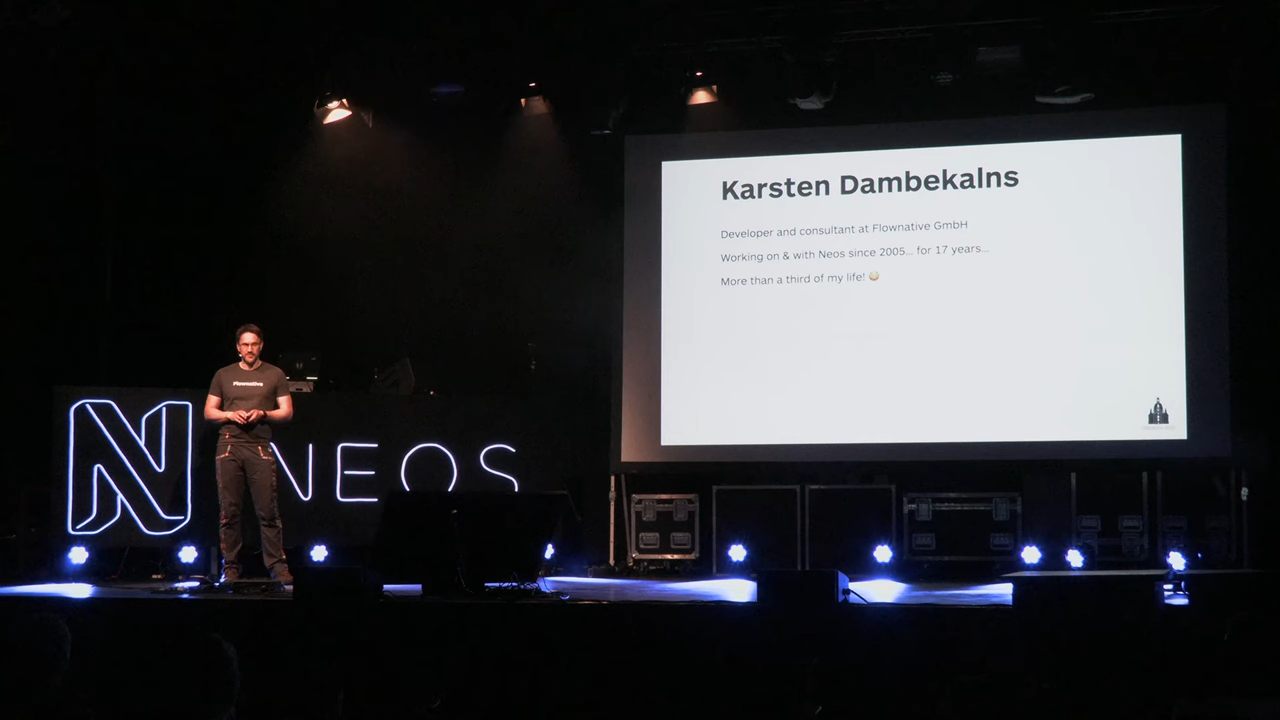 Karsten Dambekalns
Developer and consultant at Flownative GmbH
Working on & with Neos since 2005... for 17 years...
More than a third of my life! 😅
Flownative
N NEOS